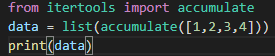 from itertools import accumulate
data = list(accumulate([1,2,3,4]))
print(data)